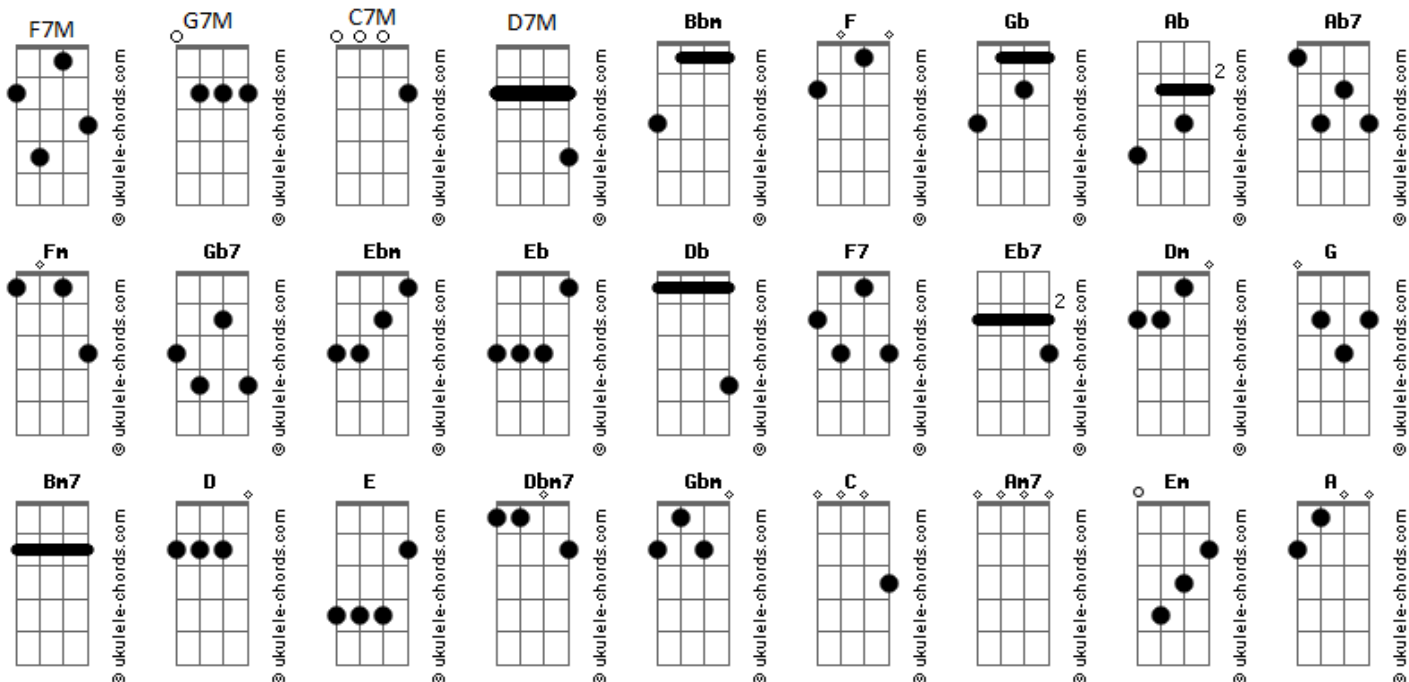 F7M G7M C7M D7M Bbm F Gb Ab Ab7
2
© ukulele-chords.com © ukulele-chords.com © ukulele-chords.com © ukulele-chords.com © ukulele-chords.com © ukulele-chords.com © ukulele-chords.com © ukulele-chords.com © ukulele-chords.com
Fm Gb7 Ebm Eb Db F7 Eb7 Dm G
2
© ukulele-chords.com © ukulele-chords.com © ukulele-chords.com © ukulele-chords.com © ukulele-chords.com © ukulele-chords.com © ukulele-chords.com © ukulele-chords.com © ukulele-chords.com
Bm7 D E Dbm7 Gbm C Am7 Em A
© ukulele-chords.com © ukulele-chords.com © ukulele-chords.com © ukulele-chords.com © ukulele-chords.com © ukulele-chords.com © ukulele-chords.com © ukulele-chords.com © ukulele-chords.com